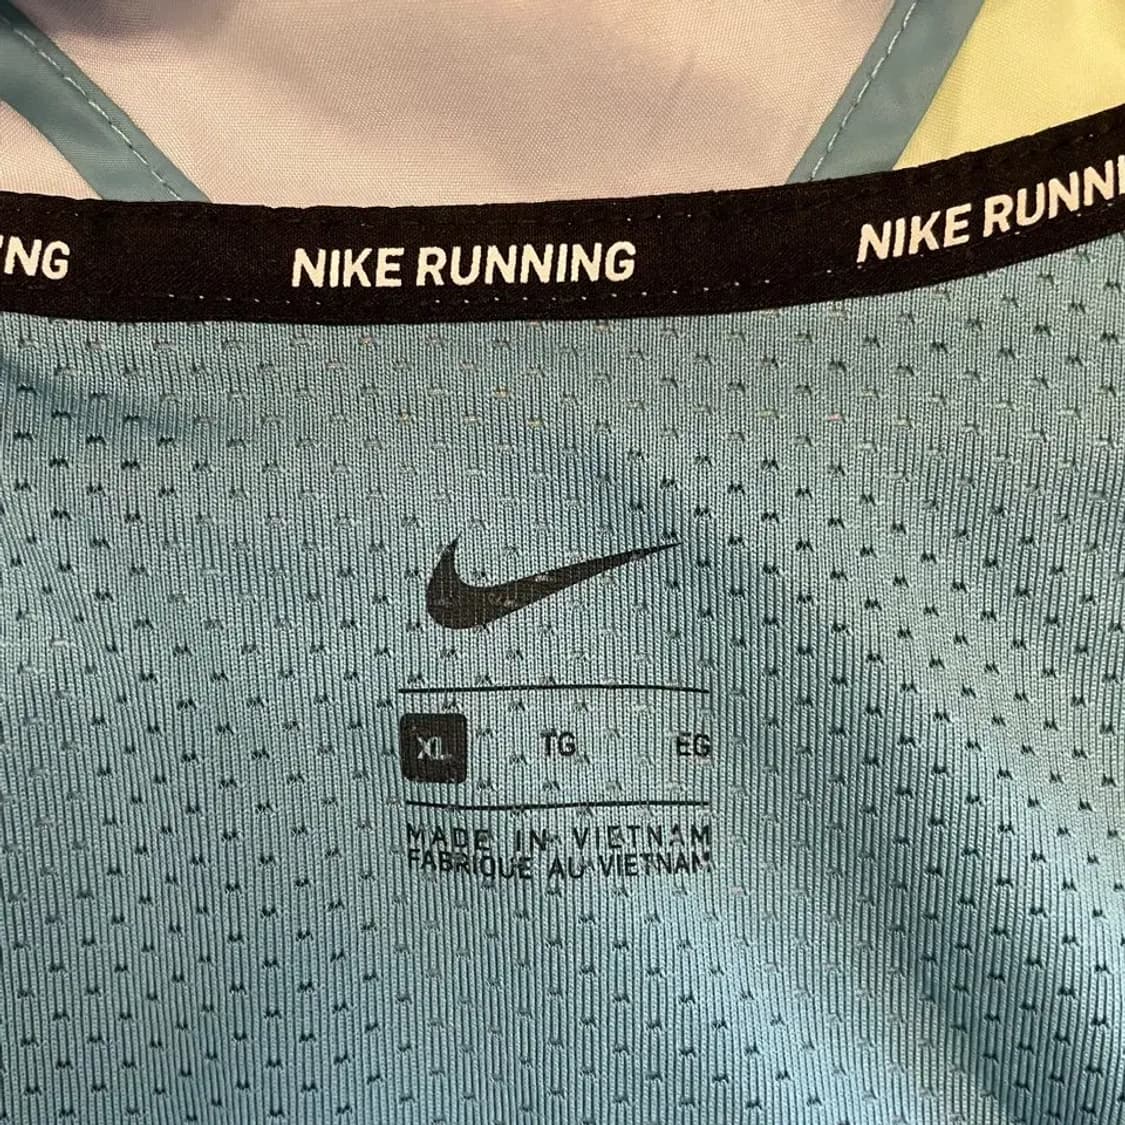 NG
NIKE RUNNING
NIKE RUNNI
XL TG EG
MADE IN VIETNAM
FABRIQUE AU VIETNAM